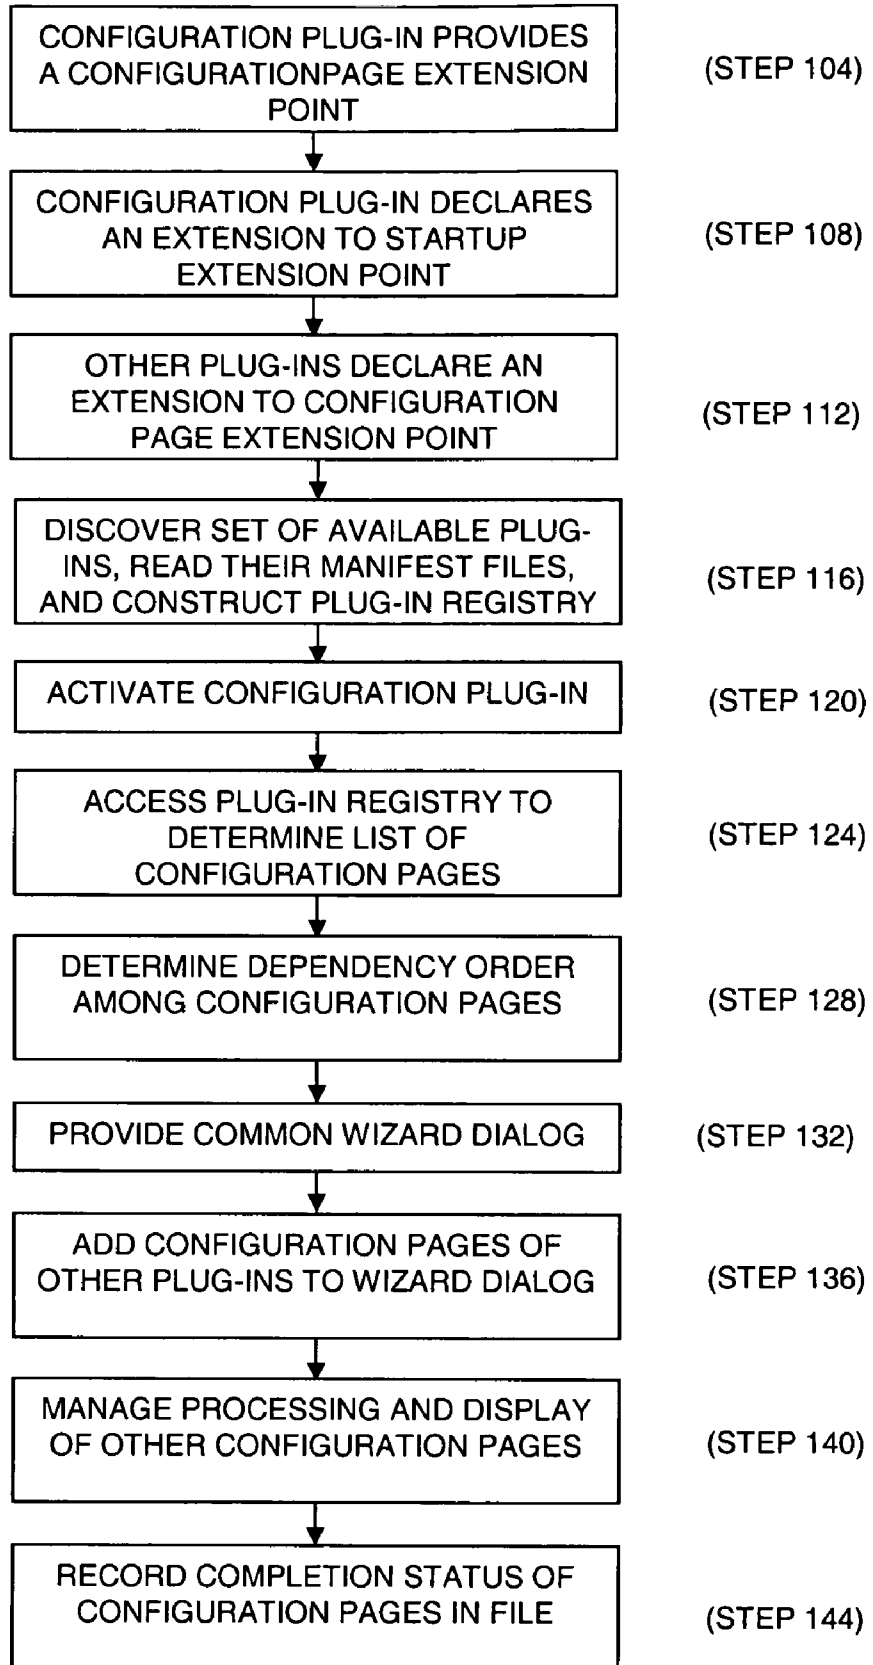 CONFIGURATION PLUG-IN PROVIDES
A CONFIGURATIONPAGE EXTENSION
POINT
(STEP 104)
CONFIGURATION PLUG-IN DECLARES
AN EXTENSION TO STARTUP
EXTENSION POINT
(STEP 108)
OTHER PLUG-INS DECLARE AN
EXTENSION TO CONFIGURATION
PAGE EXTENSION POINT
(STEP 112)
DISCOVER SET OF AVAILABLE PLUG-
INS, READ THEIR MANIFEST FILES,
AND CONSTRUCT PLUG-IN REGISTRY
(STEP 116)
ACTIVATE CONFIGURATION PLUG-IN
(STEP 120)
ACCESS PLUG-IN REGISTRY TO
DETERMINE LIST OF
CONFIGURATION PAGES
(STEP 124)
DETERMINE DEPENDENCY ORDER
AMONG CONFIGURATION PAGES
(STEP 128)
PROVIDE COMMON WIZARD DIALOG
(STEP 132)
ADD CONFIGURATION PAGES OF
OTHER PLUG-INS TO WIZARD DIALOG
(STEP 136)
MANAGE PROCESSING AND DISPLAY
OF OTHER CONFIGURATION PAGES
(STEP 140)
RECORD COMPLETION STATUS OF
CONFIGURATION PAGES IN FILE
(STEP 144)